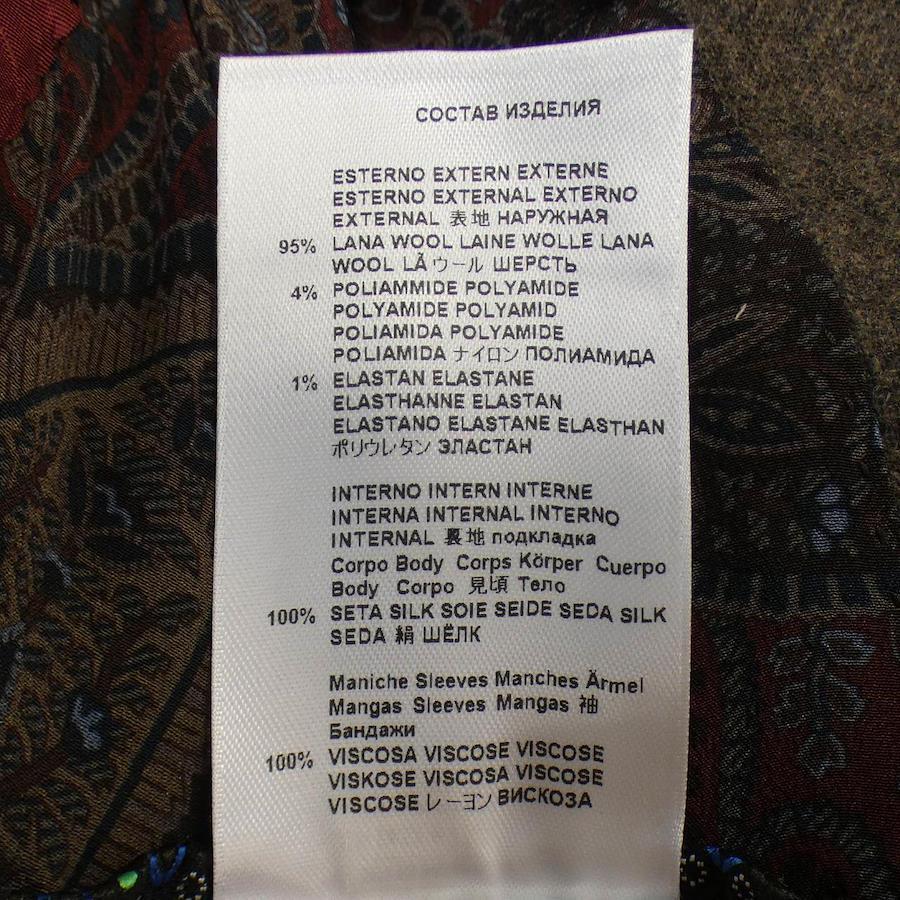 СОСТАВ ИЗДЕЛИЯ
ESTERNO EXTERN EXTERNE
ESTERNO EXTERNAL EXTERNO
EXTERNAL 表地 НАРУЖНАЯ
95% LANA WOOL LAINE WOLLE LANA
WOOL LÃ ウール ШЕРСТЬ
4% POLIAMMIDE POLYAMIDE
POLYAMIDE POLYAMID
POLIAMIDA POLYAMIDE
POLIAMIDA ナイロン ПОЛИАМИДА
1% ELASTAN ELASTANE
ELASTHANNE ELASTAN
ELASTANO ELASTANE ELASTHAN
ポリウレタン ЭЛАСТАН
INTERNO INTERN INTERNE
INTERNA INTERNAL INTERNO
INTERNAL 裏地 подкладка
Corpo Body Corps Körper Cuerpo
Body Corpo 見頃 Тело
100% SETA SILK SOIE SEIDE SEDA SILK
SEDA 絹 ШЁЛК
Maniche Sleeves Manches Ärmel
Mangas Sleeves Mangas 袖
Бандажи
100% VISCOSA VISCOSE VISCOSE
VISKOSE VISCOSA VISCOSE
VISCOSE レーヨン ВИСКОЗА